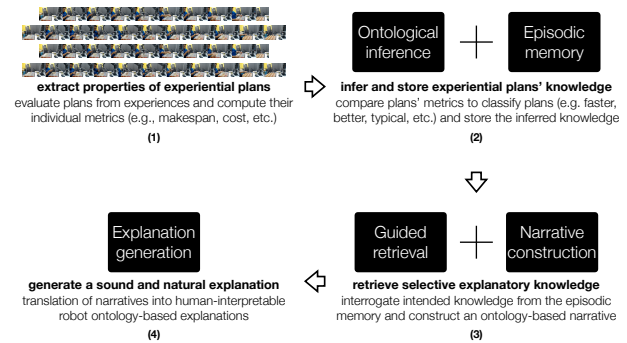 extract properties of experiential plans
evaluate plans from experiences and compute their
individual metrics (e.g., makespan, cost, etc.)
(1)
Ontological
inference
Episodic
memory
infer and store experiential plans' knowledge
compare plans' metrics to classify plans (e.g. faster,
better, typical, etc.) and store the inferred knowledge
(2)
Guided
retrieval
Narrative
construction
retrieve selective explanatory knowledge
interrogate intended knowledge from the episodic
memory and construct an ontology-based narrative
(3)
Explanation
generation
generate a sound and natural explanation
translation of narratives into human-interpretable
robot ontology-based explanations
(4)